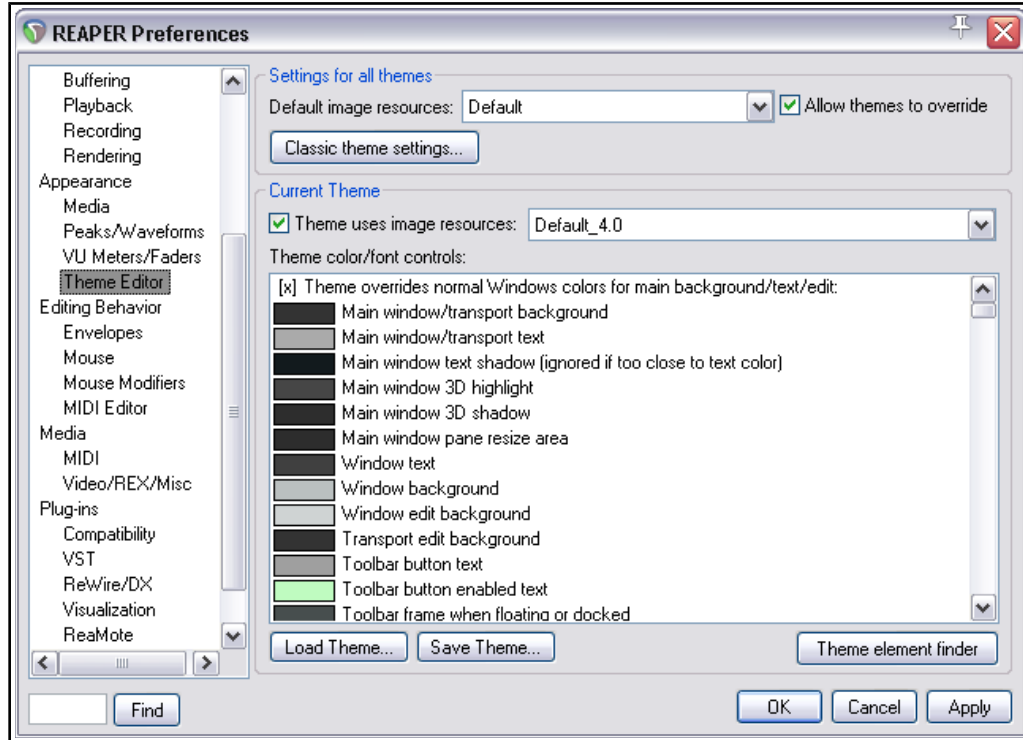 REAPER Preferences
Buffering
Playback
Recording
Rendering
Appearance
Media
Peaks/Waveforms
VU Meters/Faders
Theme Editor
Editing Behavior
Envelopes
Mouse
Mouse Modifiers
MIDI Editor
Media
MIDI
Video/REX/Misc
Plug-ins
Compatibility
VST
ReWire/DX
Visualization
ReaMote
Find
Settings for all themes
Default image resources: Default Allow themes to override
Classic theme settings...
Current Theme
Theme uses image resources: Default_4.0
Theme color/font controls:
[x] Theme overrides normal Windows colors for main background/text/edit:
Main window/transport background
Main window/transport text
Main window text shadow (ignored if too close to text color)
Main window 3D highlight
Main window 3D shadow
Main window pane resize area
Window text
Window background
Window edit background
Transport edit background
Toolbar button text
Toolbar button enabled text
Toolbar frame when floating or docked
Load Theme... Save Theme... Theme element finder
OK Cancel Apply